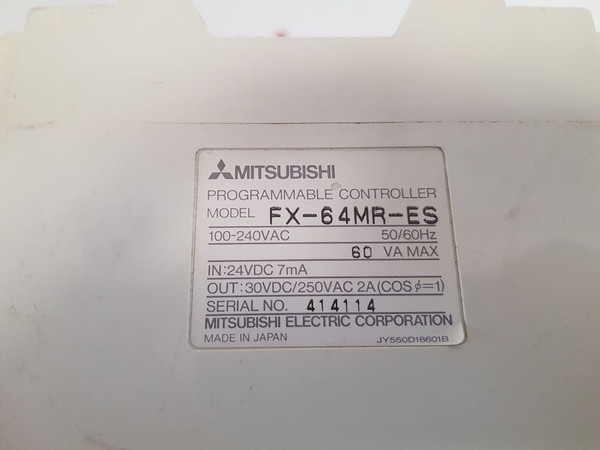 MITSUBISHI
PROGRAMMABLE CONTROLLER
MODEL FX-64MR-ES
100-240VAC 50/60Hz
60 VA MAX
IN:24VDC 7mA
OUT:30VDC/250VAC 2A(COSφ=1)
SERIAL NO. 414114
MITSUBISHI ELECTRIC CORPORATION
MADE IN JAPAN JY550D18601B